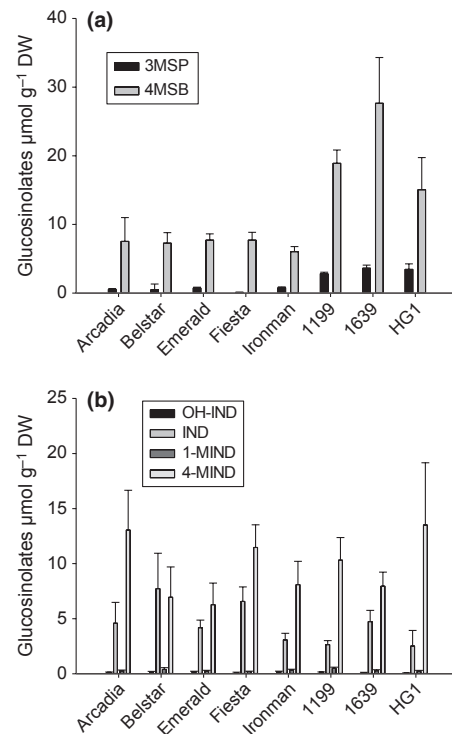 (a)
3MSP
4MSB
Glucosinolates µmol g⁻¹ DW
40
30
20
10
0
Arcadia
Belstar
Emerald
Fiesta
Ironman
1199
1639
HG1
(b)
OH-IND
IND
1-MIND
4-MIND
Glucosinolates µmol g⁻¹ DW
25
20
15
10
5
0
Arcadia
Belstar
Emerald
Fiesta
Ironman
1199
1639
HG1